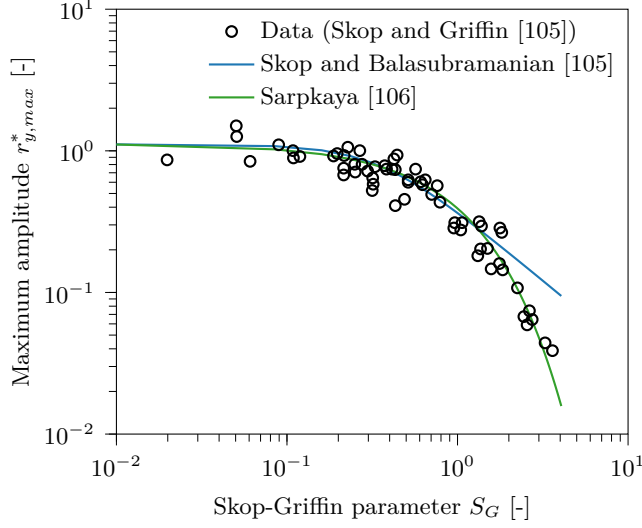 10^1
Data (Skop and Griffin [105])
Skop and Balasubramanian [105]
Sarpkaya [106]
10^0
10^{-1}
10^{-2}
Maximum amplitude r^*_{y,max} [-]
10^{-2}
10^{-1}
10^0
10^1
Skop-Griffin parameter S_G [-]